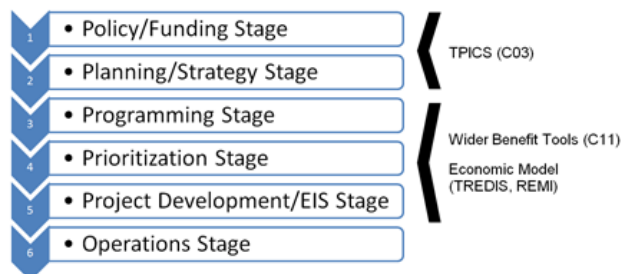 1
• Policy/Funding Stage
2
• Planning/Strategy Stage
3
• Programming Stage
4
• Prioritization Stage
5
• Project Development/EIS Stage
6
• Operations Stage
TPICS (C03)
Wider Benefit Tools (C11)
Economic Model
(TREDIS, REMI)